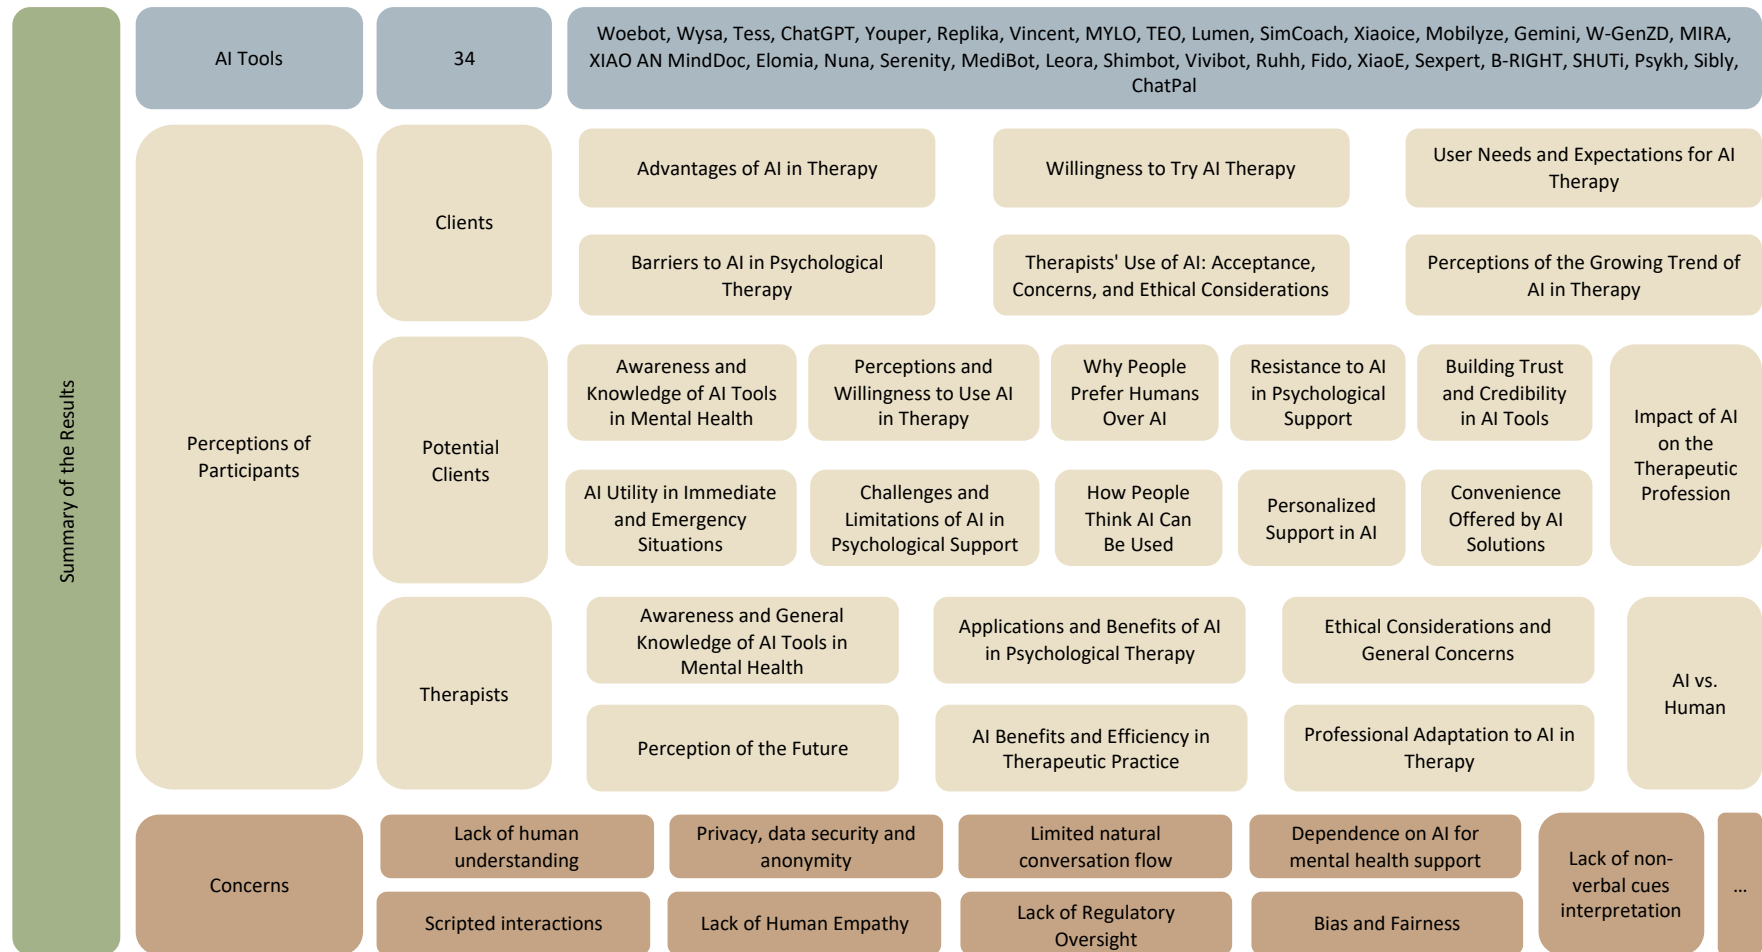 Summary of the Results
AI Tools
34
Woebot, Wysa, Tess, ChatGPT, Youper, Replika, Vincent, MYLO, TEO, Lumen, SimCoach, Xiaoice, Mobilyze, Gemini, W-GenZD, MIRA,
XIAO AN MindDoc, Elomia, Nuna, Serenity, MediBot, Leora, Shimbot, Vivibot, Ruhh, Fido, XiaoE, Sexpert, B-RIGHT, SHUTi, Psykh, Sibly,
ChatPal
Perceptions of
Participants
Clients
Advantages of AI in Therapy
Willingness to Try AI Therapy
User Needs and Expectations for AI
Therapy
Barriers to AI in Psychological
Therapy
Therapists' Use of AI: Acceptance,
Concerns, and Ethical Considerations
Perceptions of the Growing Trend of
AI in Therapy
Potential
Clients
Awareness and
Knowledge of AI Tools
in Mental Health
Perceptions and
Willingness to Use AI
in Therapy
Why People
Prefer Humans
Over AI
Resistance to AI
in Psychological
Support
Building Trust
and Credibility
in AI Tools
Impact of AI
on the
Therapeutic
Profession
AI Utility in Immediate
and Emergency
Situations
Challenges and
Limitations of AI in
Psychological Support
How People
Think AI Can
Be Used
Personalized
Support in AI
Convenience
Offered by AI
Solutions
Therapists
Awareness and General
Knowledge of AI Tools in
Mental Health
Applications and Benefits of AI
in Psychological Therapy
Ethical Considerations and
General Concerns
AI vs.
Human
Perception of the Future
AI Benefits and Efficiency in
Therapeutic Practice
Professional Adaptation to AI in
Therapy
Concerns
Lack of human
understanding
Privacy, data security and
anonymity
Limited natural
conversation flow
Dependence on AI for
mental health support
Lack of non-
verbal cues
interpretation
...
Scripted interactions
Lack of Human Empathy
Lack of Regulatory
Oversight
Bias and Fairness